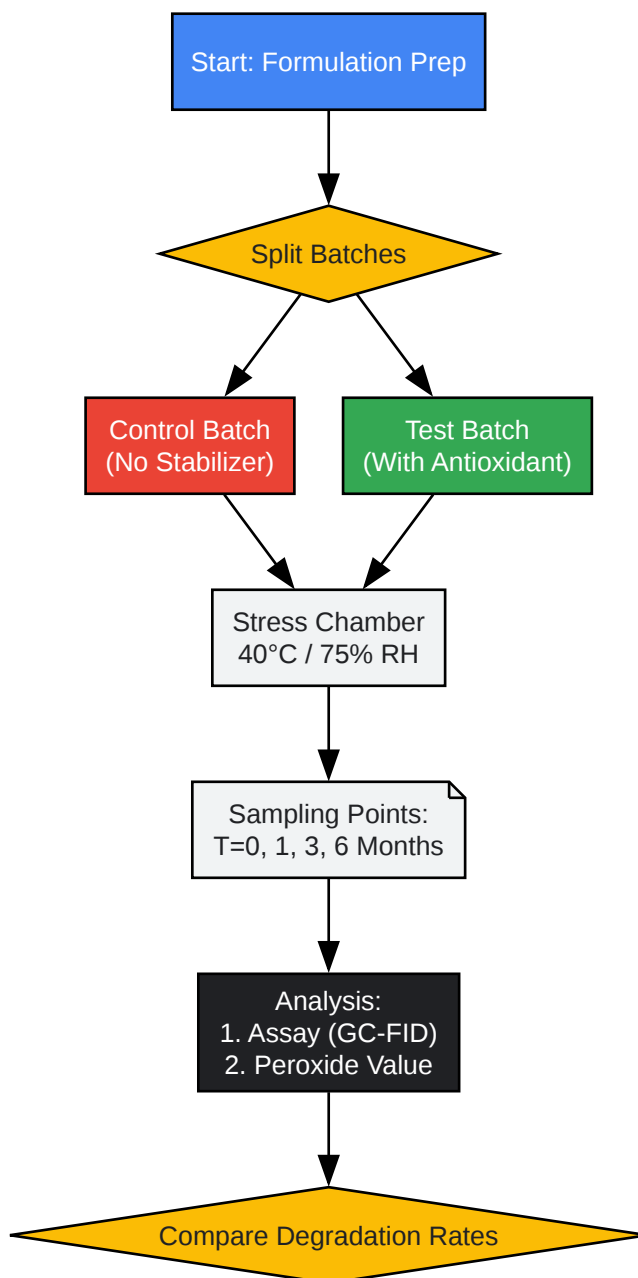 Start: Formulation Prep
Split Batches
Control Batch
(No Stabilizer)
Test Batch
(With Antioxidant)
Stress Chamber
40°C / 75% RH
Sampling Points:
T=0, 1, 3, 6 Months
Analysis:
1. Assay (GC-FID)
2. Peroxide Value
Compare Degradation Rates